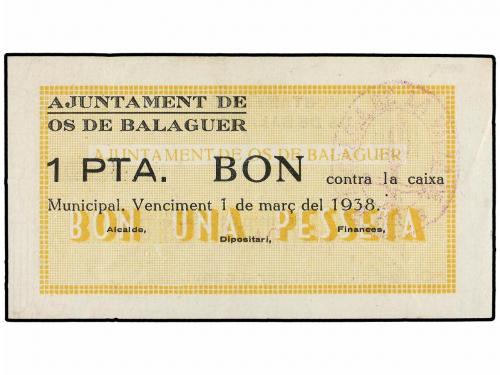 AJUNTAMENT DE
OS DE BALAGUER
AJUNTAMENT DE OS DE BALAGUER
1 PTA. BON contra la caixa
Municipal. Venciment 1 de març del 1938.
BON UNA PESSETA
Alcalde, Dipositari, Finances,